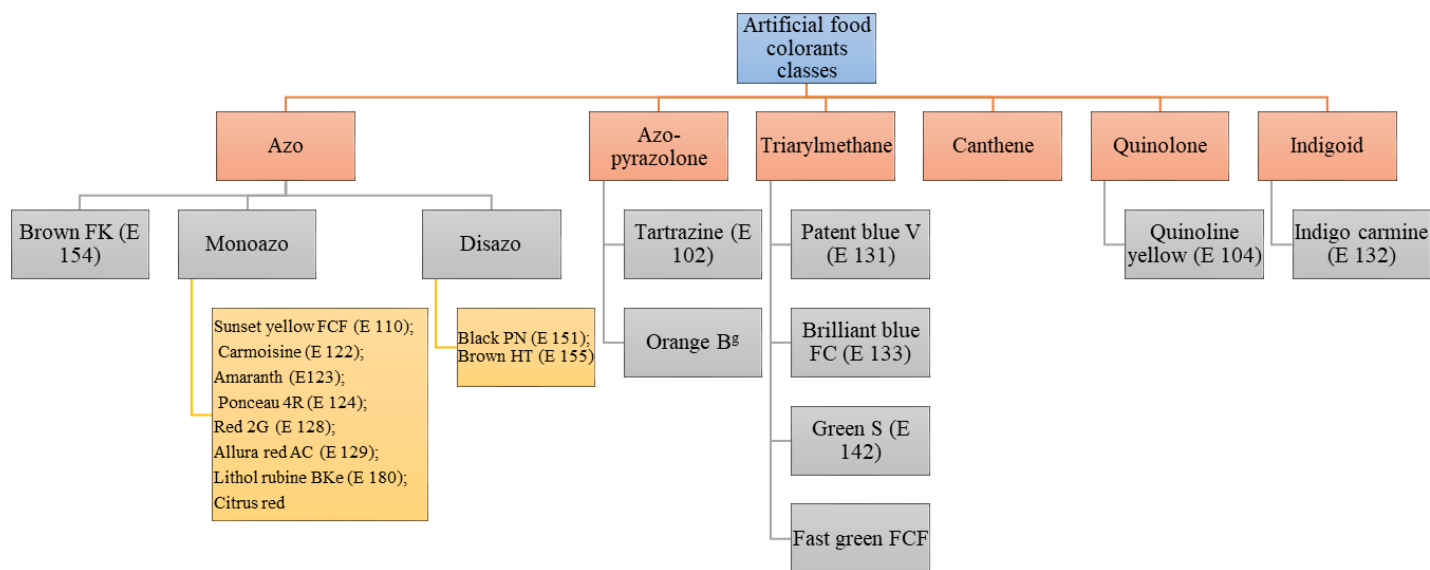 Artificial food
colorants
classes
Azo
Azo-
pyrazolone
Triarylmethane
Canthene
Quinolone
Indigoid
Brown FK (E
154)
Monoazo
Disazo
Tartrazine (E
102)
Patent blue V
(E 131)
Quinoline
yellow (E 104)
Indigo carmine
(E 132)
Sunset yellow FCF (E 110);
Carmoisine (E 122);
Amaranth (E123);
Ponceau 4R (E 124);
Red 2G (E 128);
Allura red AC (E 129);
Lithol rubine BKe (E 180);
Citrus red
Black PN (E 151);
Brown HT (E 155)
Orange Bᵍ
Brilliant blue
FC (E 133)
Green S (E
142)
Fast green FCF